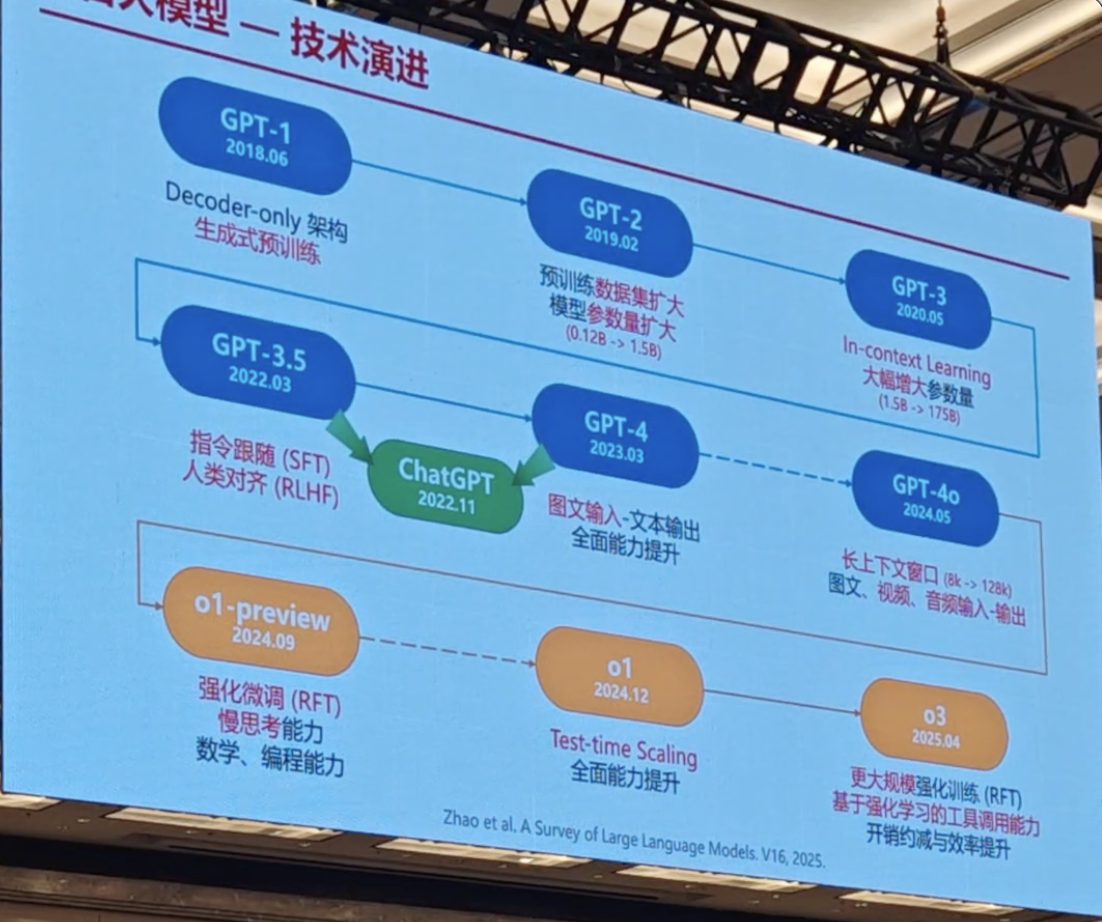 大模型 — 技术演进
GPT-1
2018.06
Decoder-only 架构
生成式预训练
GPT-2
2019.02
预训练数据集扩大
模型参数量扩大
(0.12B -> 1.5B)
GPT-3
2020.05
In-context Learning
大幅增大参数量
(1.5B -> 175B)
GPT-3.5
2022.03
指令跟随 (SFT)
人类对齐 (RLHF)
ChatGPT
2022.11
GPT-4
2023.03
图文输入-文本输出
全面能力提升
GPT-4o
2024.05
长上下文窗口 (8k -> 128k)
图文、视频、音频输入-输出
o1-preview
2024.09
强化微调 (RFT)
慢思考能力
数学、编程能力
o1
2024.12
Test-time Scaling
全面能力提升
o3
2025.04
更大规模强化训练 (RFT)
基于强化学习的工具调用能力
开销约减与效率提升
Zhao et al. A Survey of Large Language Models. V16, 2025.